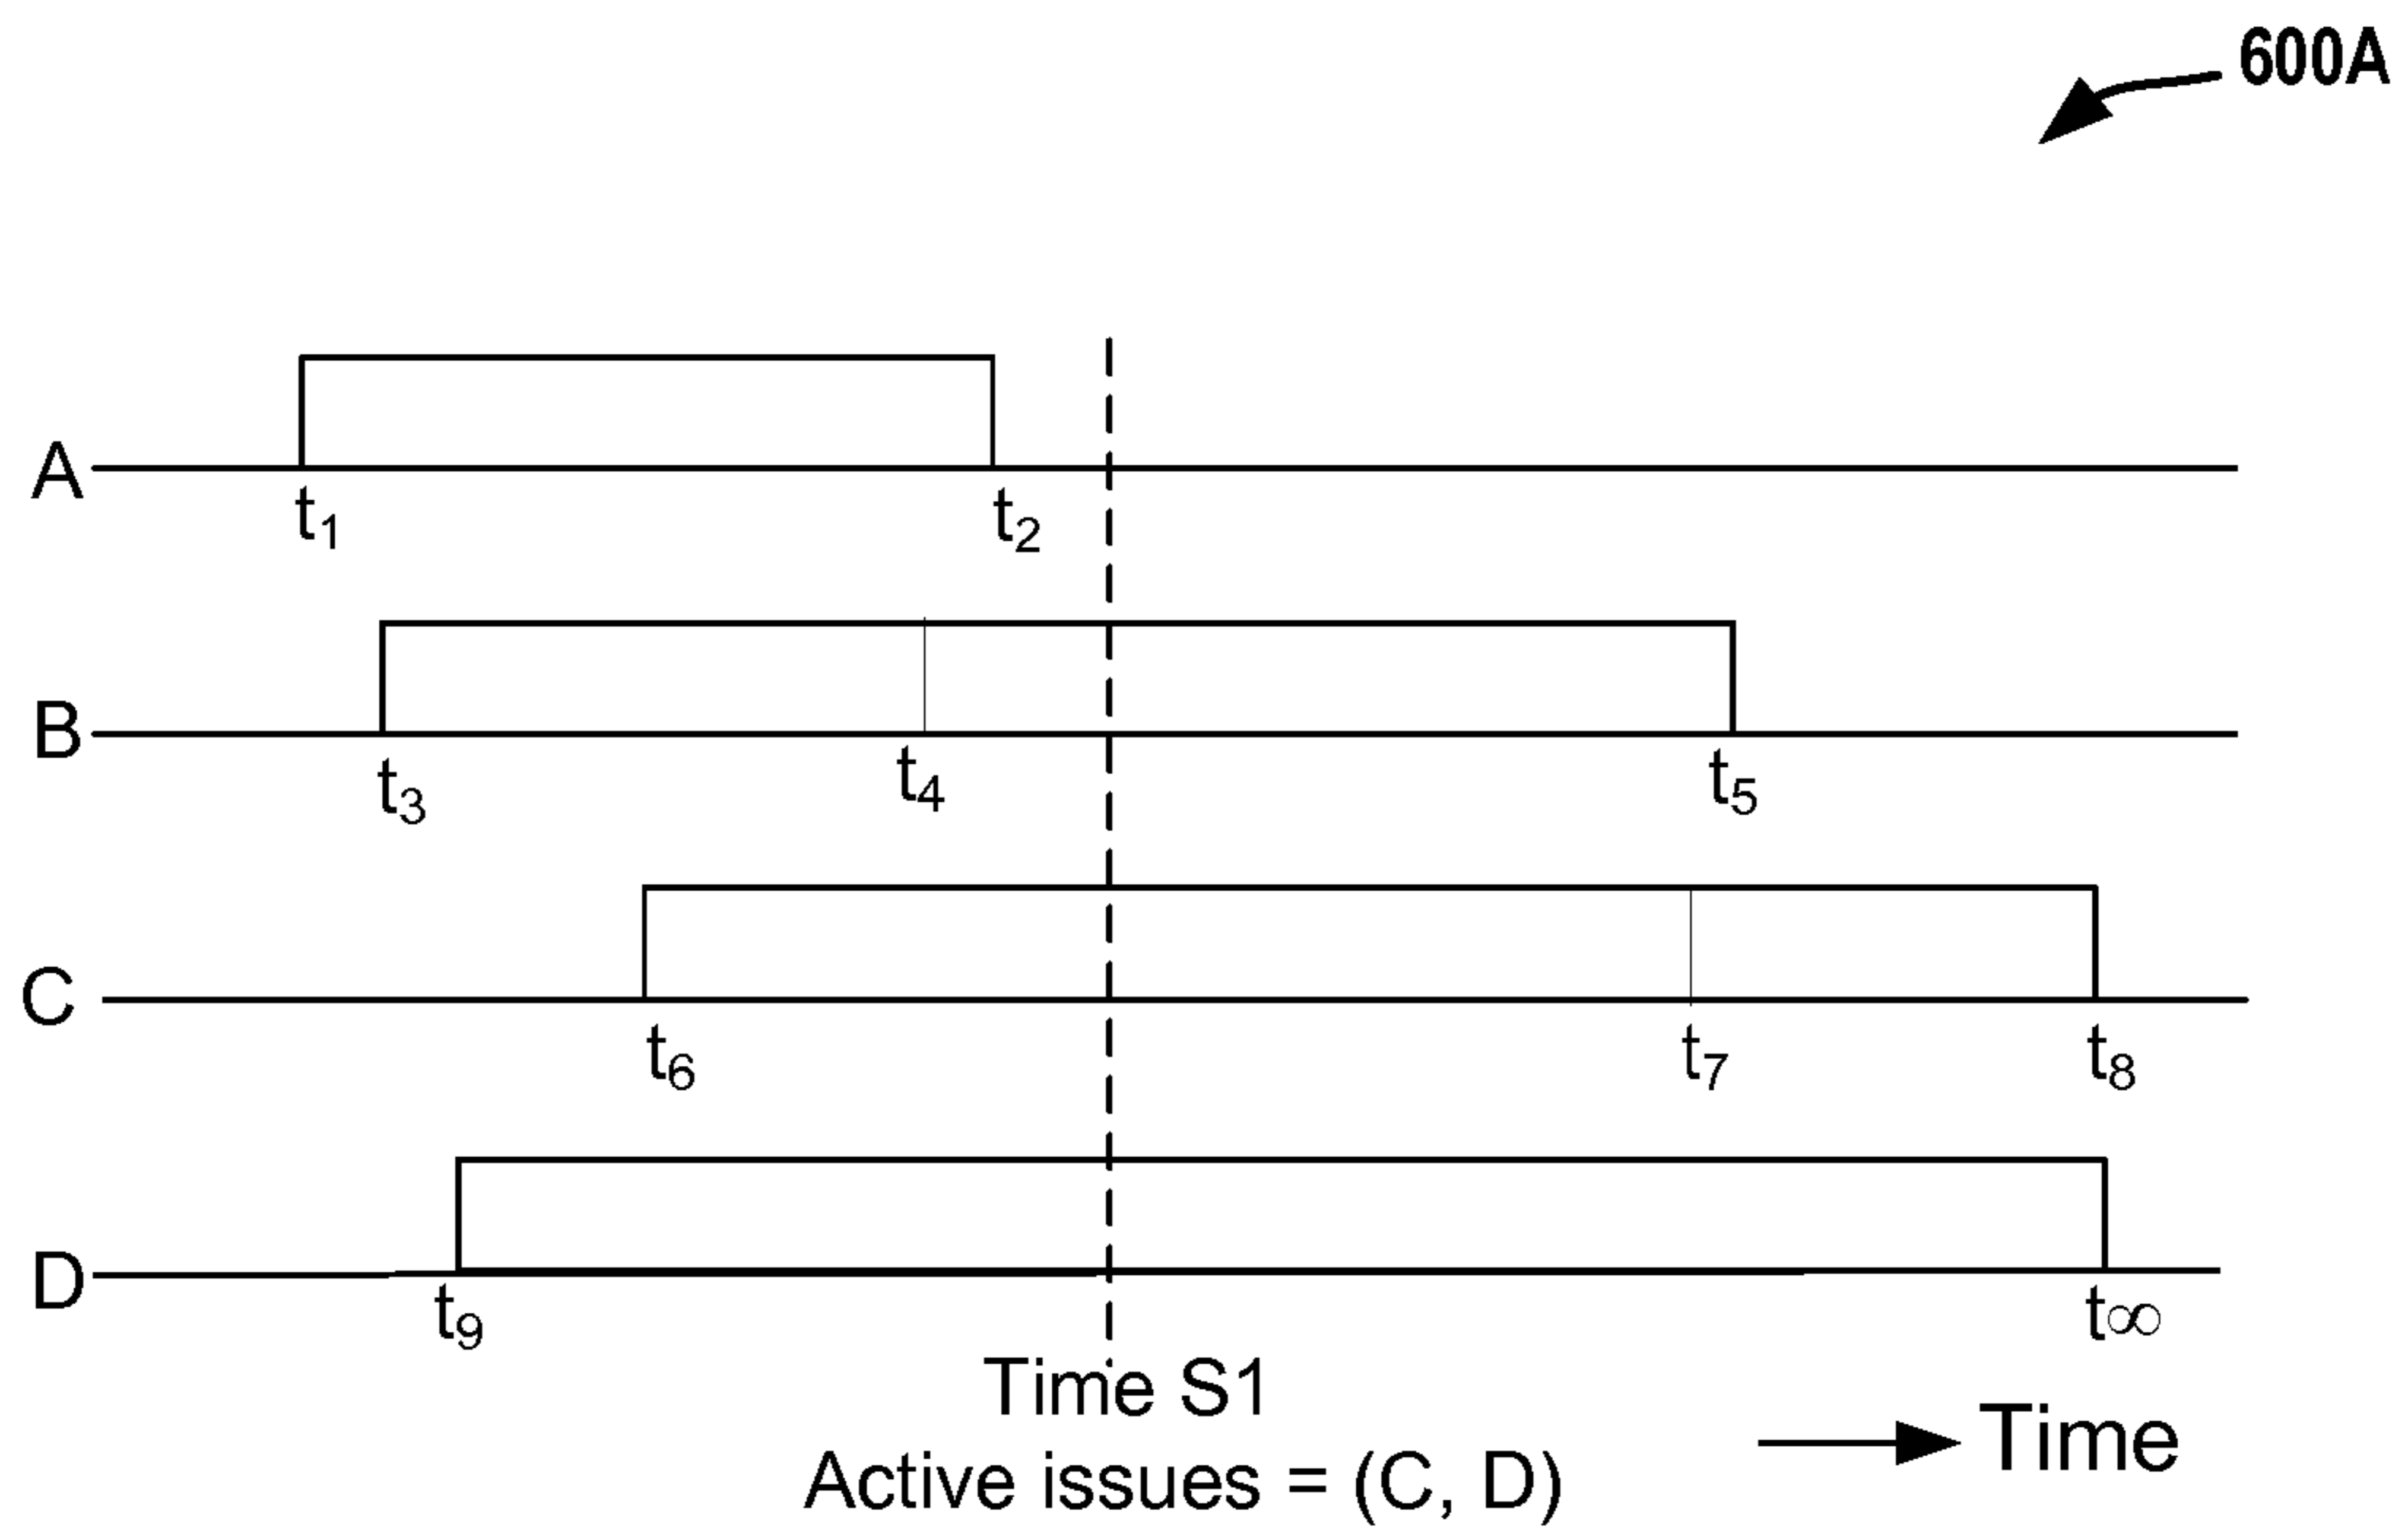 600A
A
t1
t2
B
t3
t4
t5
C
t6
t7
t8
D
t9
t∞
Time S1
Active issues = (C, D)
Time